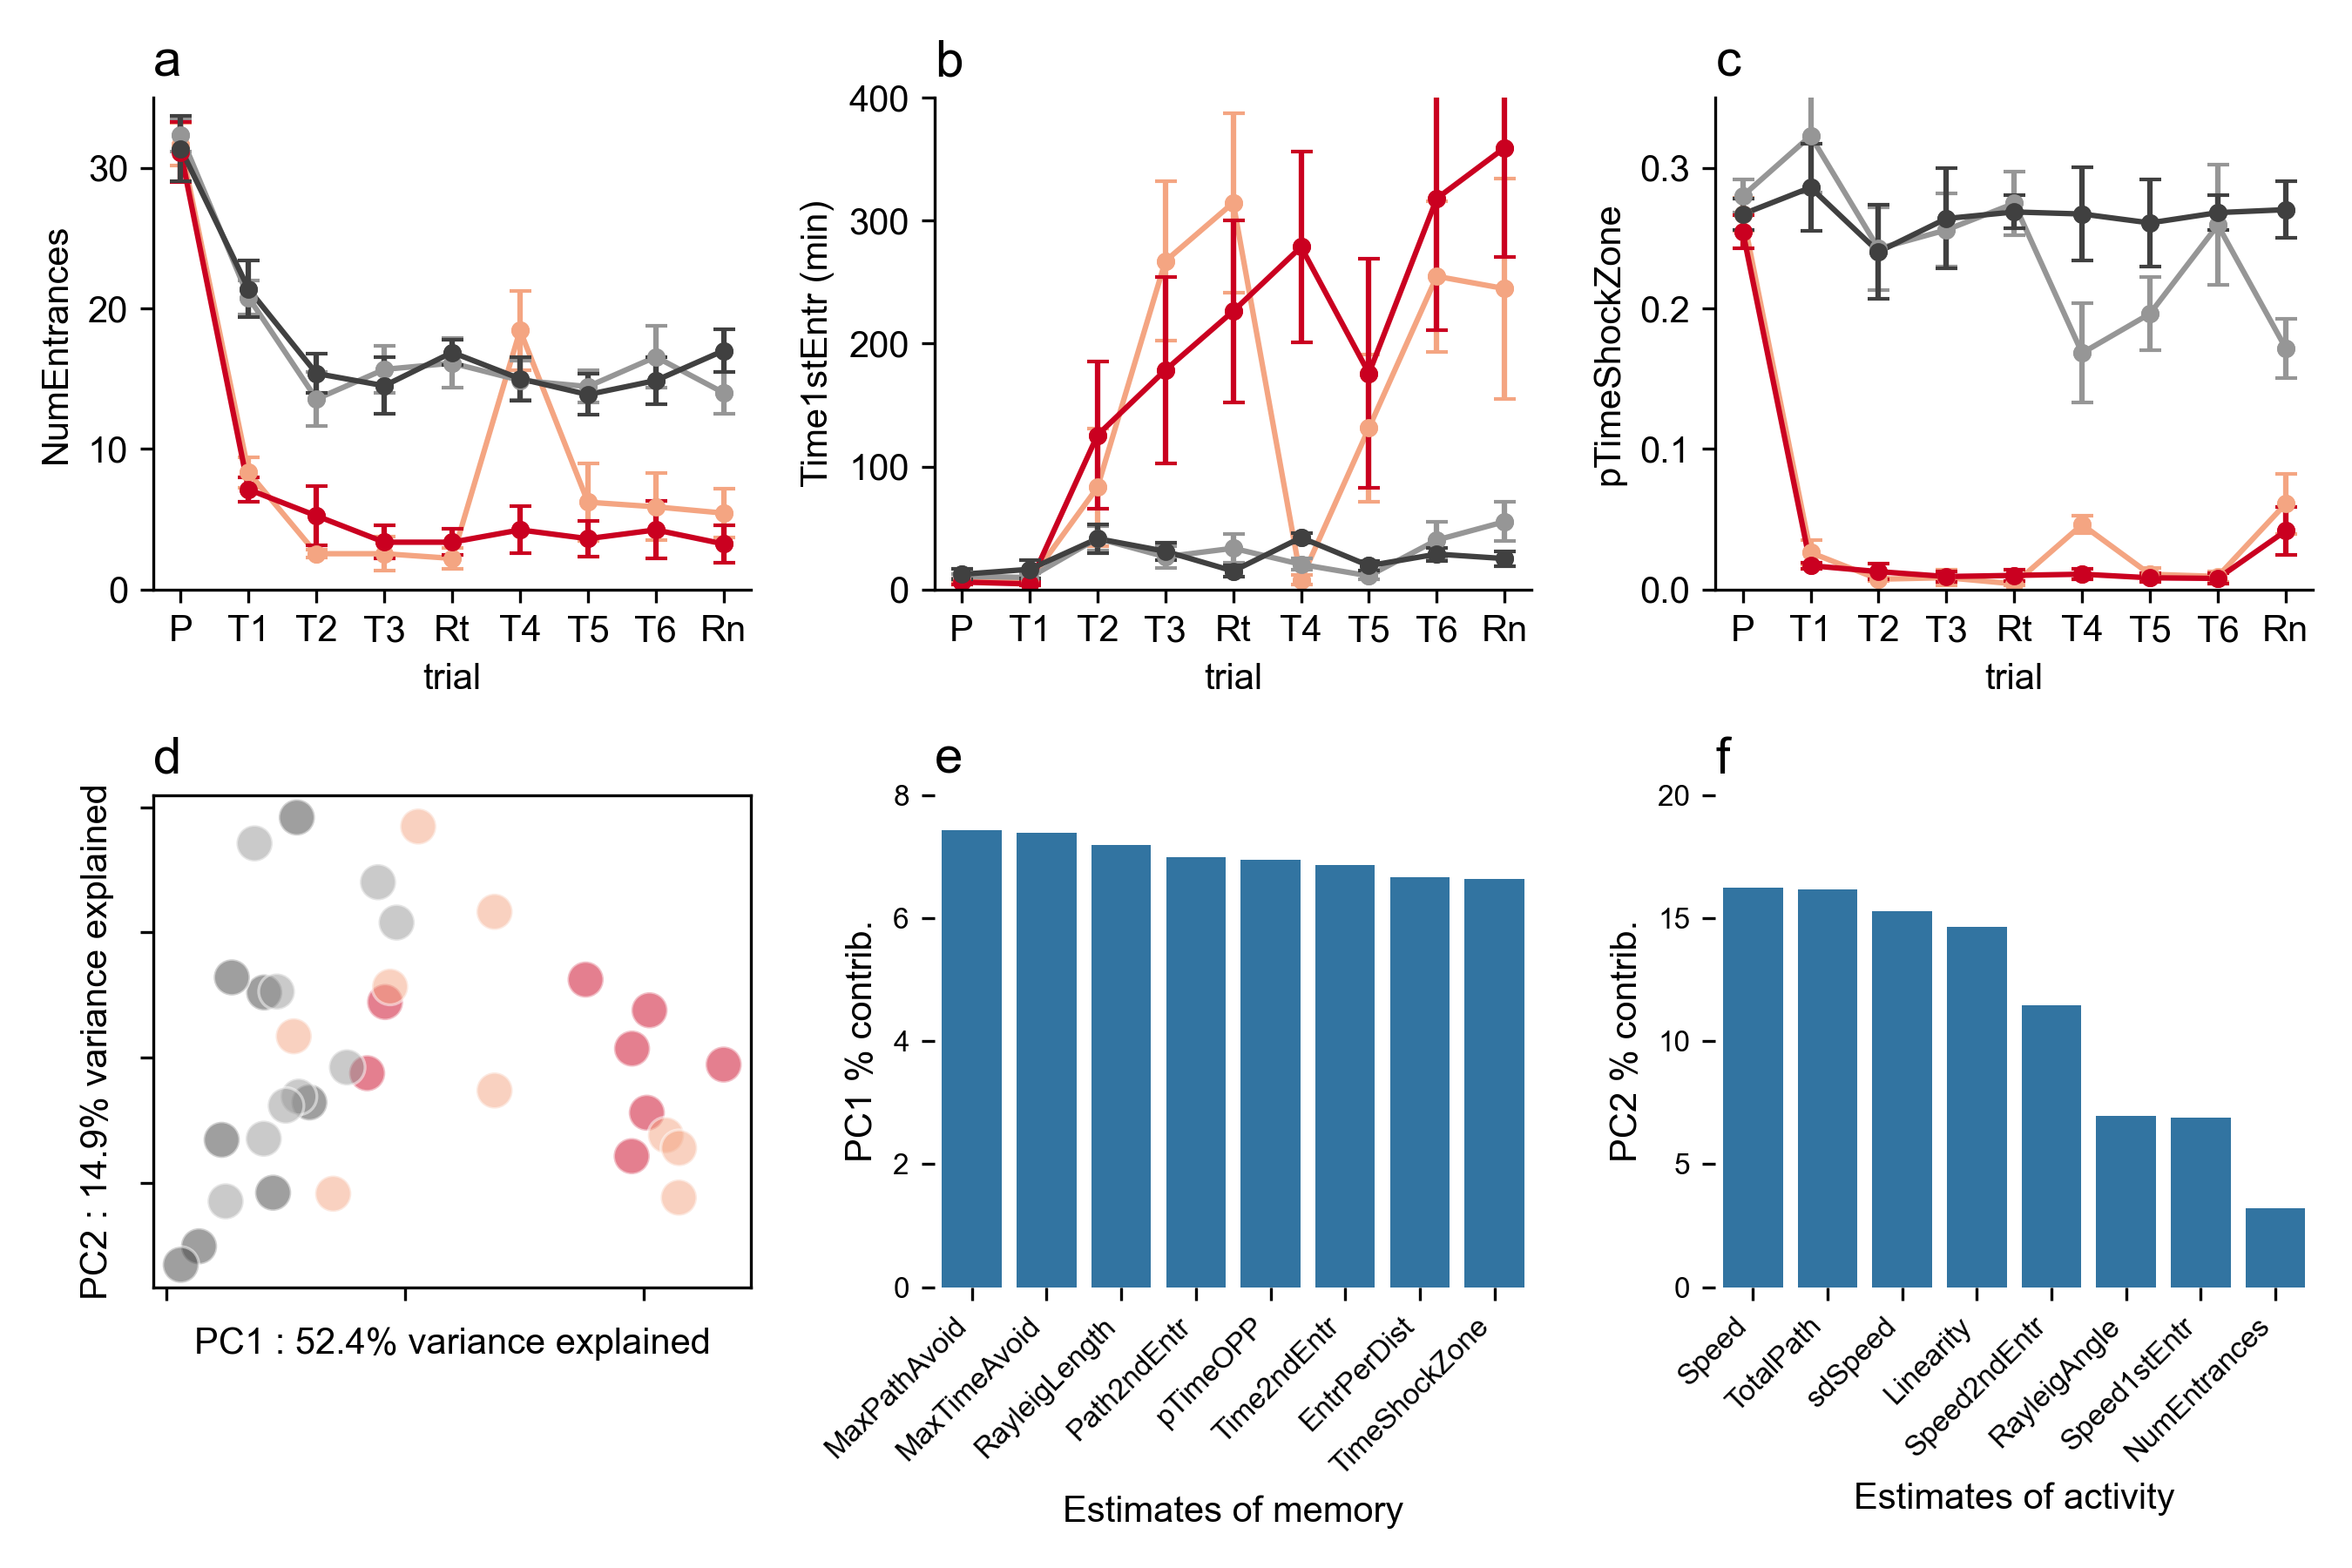 a
NumEntrances
30
20
10
0
P T1 T2 T3 Rt T4 T5 T6 Rn
trial
b
Time1stEntr (min)
400
300
200
100
0
P T1 T2 T3 Rt T4 T5 T6 Rn
trial
c
pTimeShockZone
0.3
0.2
0.1
0.0
P T1 T2 T3 Rt T4 T5 T6 Rn
trial
d
PC2 : 14.9% variance explained
PC1 : 52.4% variance explained
e
PC1 % contrib.
8
6
4
2
0
MaxPathAvoid
MaxTimeAvoid
RayleigLength
Path2ndEntr
pTimeOPP
Time2ndEntr
EntrPerDist
TimeShockZone
Estimates of memory
f
PC2 % contrib.
20
15
10
5
0
Speed
TotalPath
sdSpeed
Linearity
Speed2ndEntr
RayleigAngle
Speed1stEntr
NumEntrances
Estimates of activity